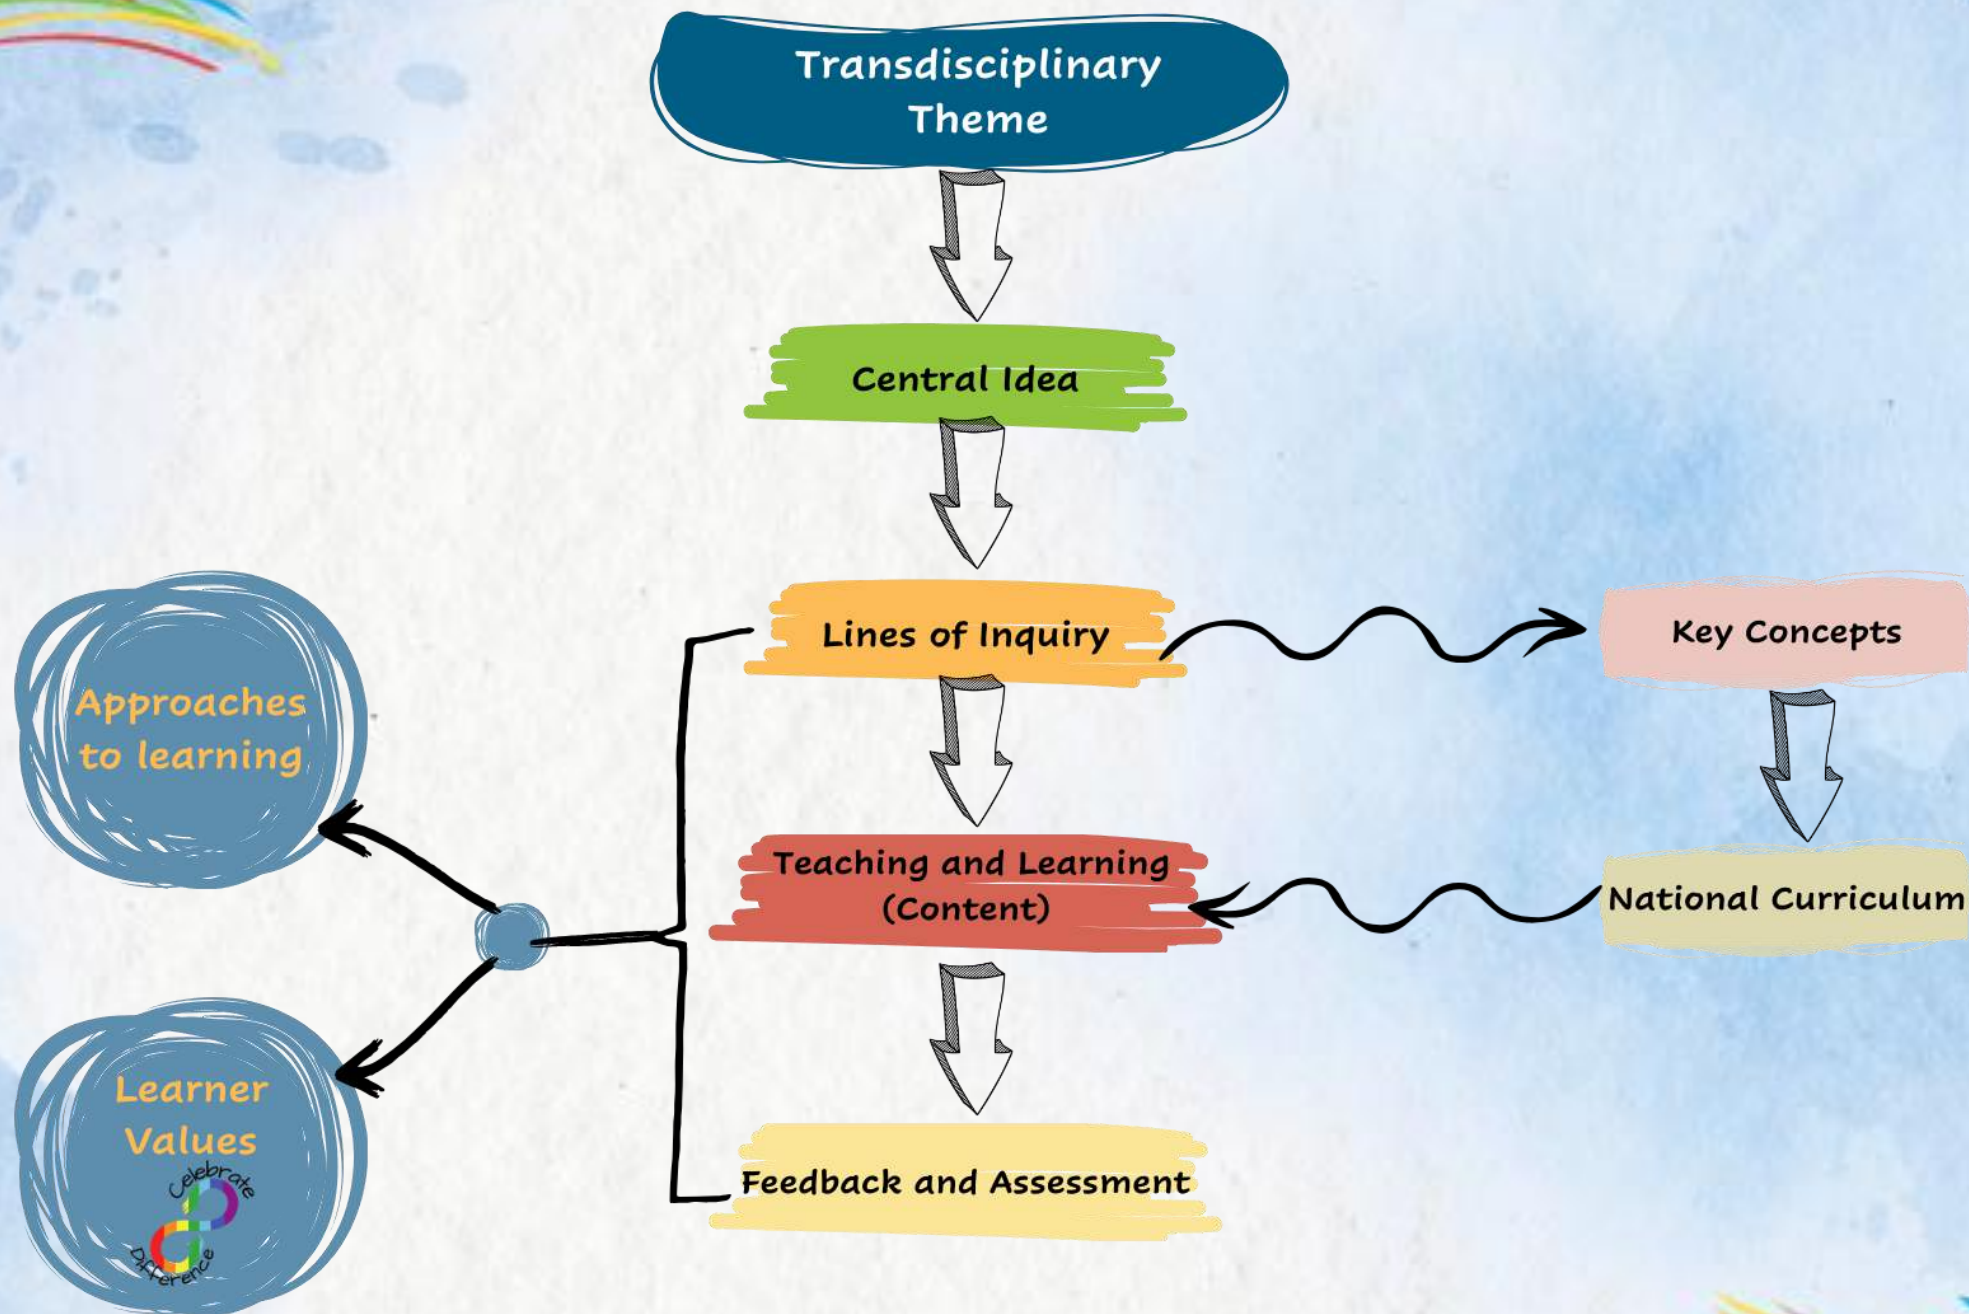 Transdisciplinary
Theme
Central Idea
Lines of Inquiry
Key Concepts
Approaches
to learning
Teaching and Learning
(Content)
National Curriculum
Learner
Values
Celebrate
Difference
Feedback and Assessment